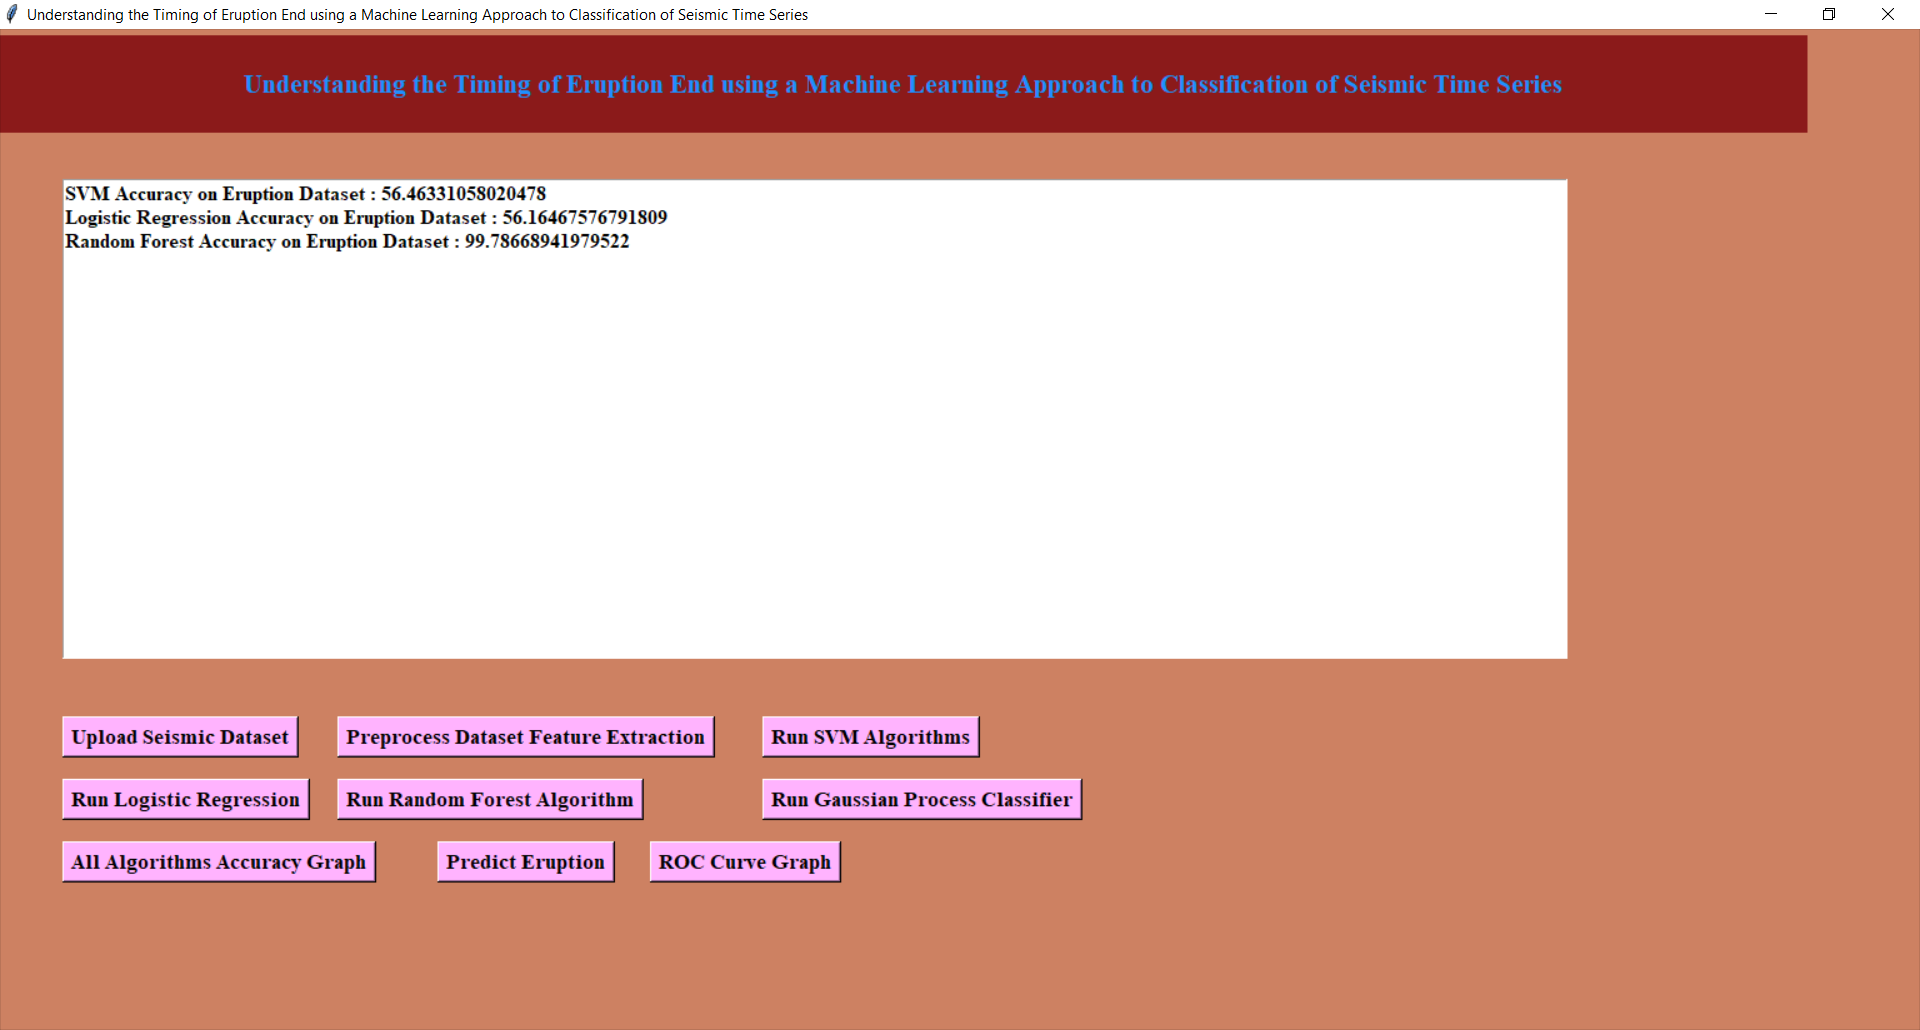 Understanding the Timing of Eruption End using a Machine Learning Approach to Classification of Seismic Time Series
Understanding the Timing of Eruption End using a Machine Learning Approach to Classification of Seismic Time Series
SVM Accuracy on Eruption Dataset : 56.46331058020478
Logistic Regression Accuracy on Eruption Dataset : 56.16467576791809
Random Forest Accuracy on Eruption Dataset : 99.78668941979522
Upload Seismic Dataset
Preprocess Dataset Feature Extraction
Run SVM Algorithms
Run Logistic Regression
Run Random Forest Algorithm
Run Gaussian Process Classifier
All Algorithms Accuracy Graph
Predict Eruption
ROC Curve Graph